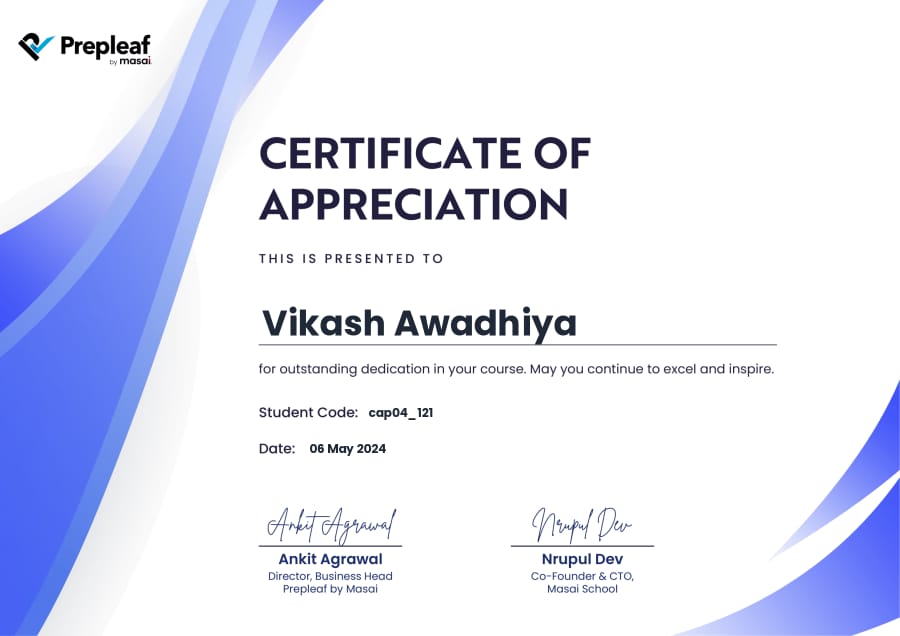 Prepleaf
by masai.
CERTIFICATE OF
APPRECIATION
THIS IS PRESENTED TO
Vikash Awadhiya
for outstanding dedication in your course. May you continue to excel and inspire.
Student Code: cap04_121
Date: 06 May 2024
Ankit Agrawal
Nrupul Dev
Ankit Agrawal
Director, Business Head
Prepleaf by Masai
Nrupul Dev
Co-Founder & CTO,
Masai School